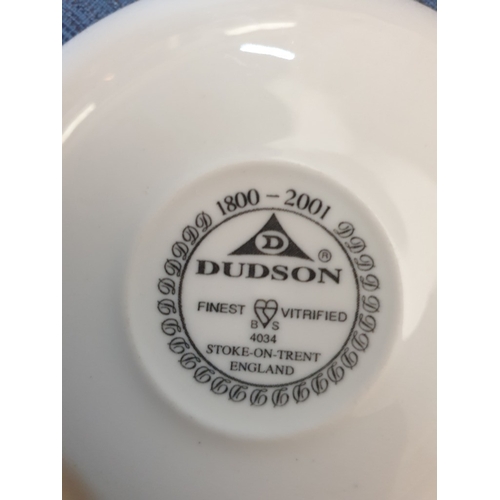 1800 - 2001
D
®
DUDSON
FINEST VITRIFIED
B S
4034
STOKE-ON-TRENT
ENGLAND